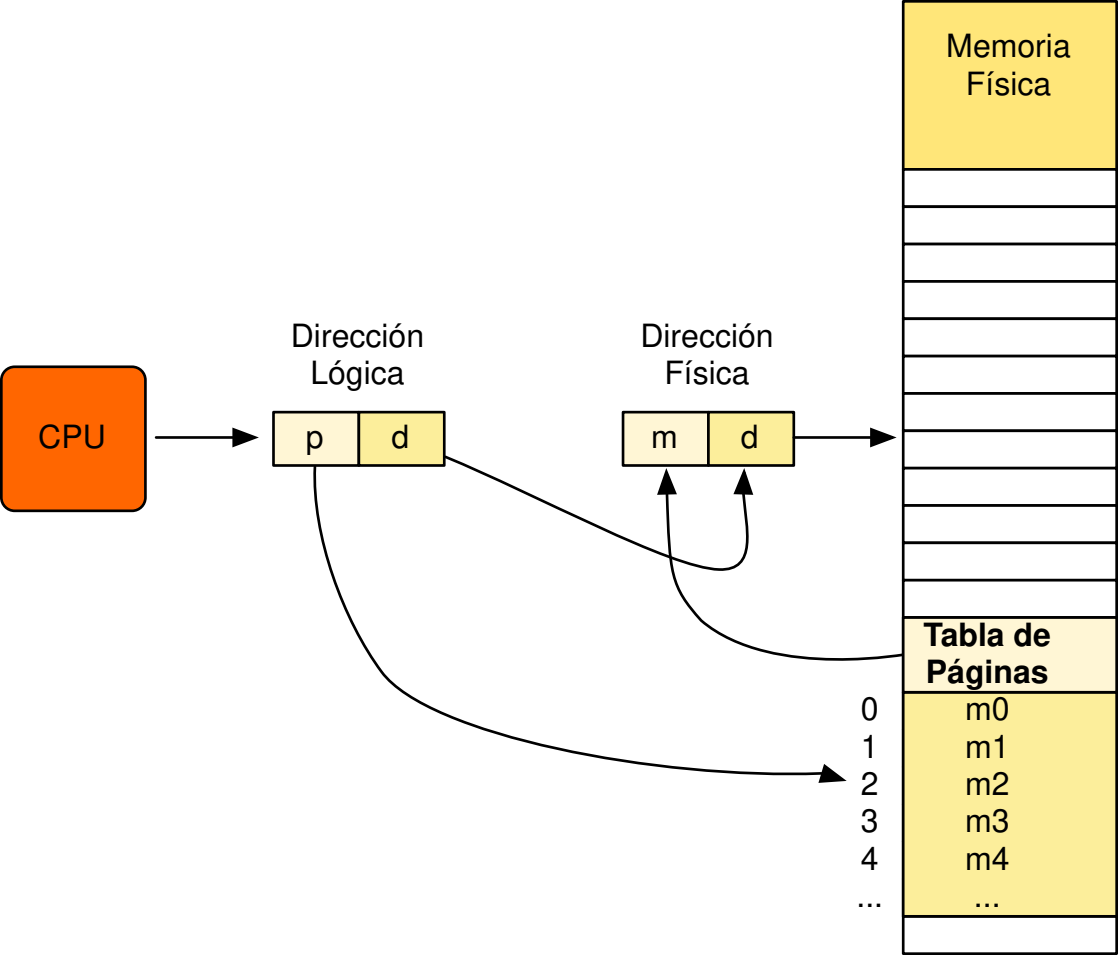 Memoria
Física
Dirección
Lógica
Dirección
Física
CPU
p d
m d
Tabla de
Páginas
0 m0
1 m1
2 m2
3 m3
4 m4
... ...